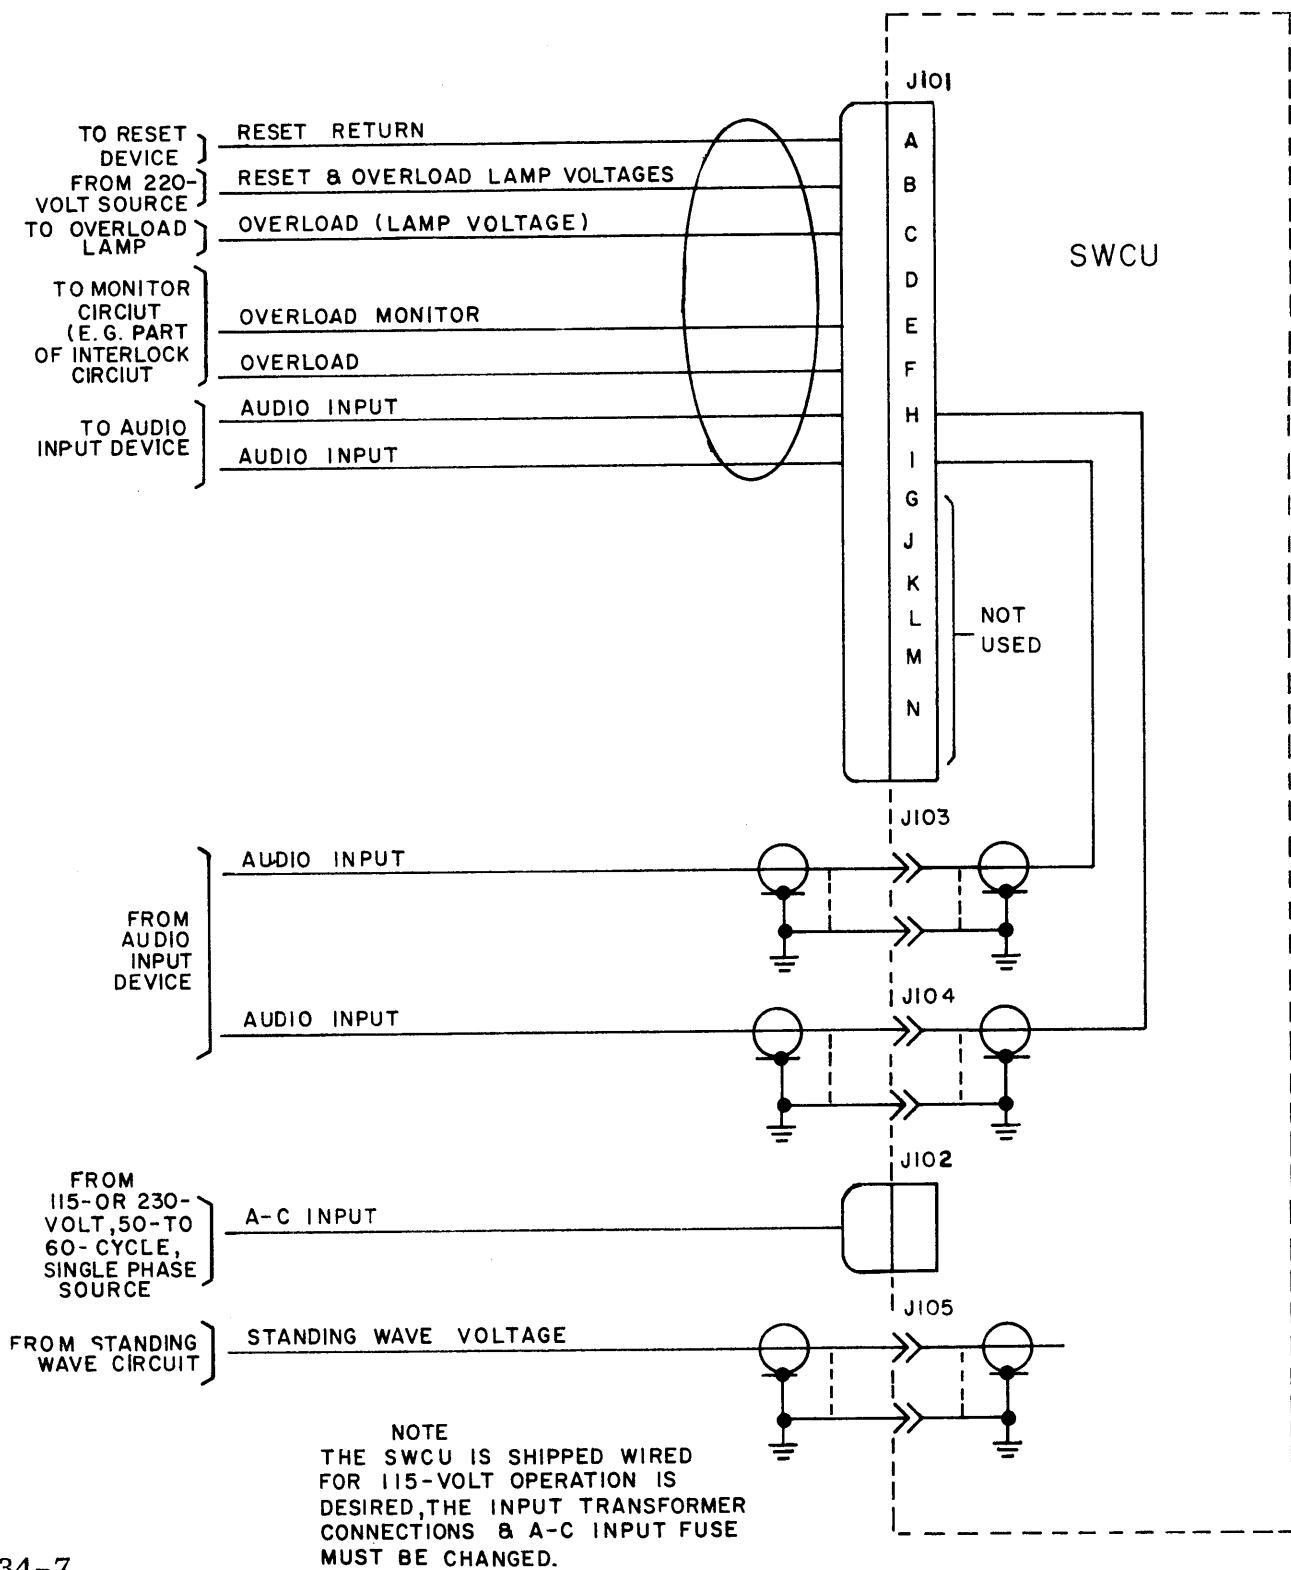 J101
TO RESET
DEVICE
RESET RETURN
A
FROM 220-
VOLT SOURCE
RESET & OVERLOAD LAMP VOLTAGES
B
TO OVERLOAD
LAMP
OVERLOAD (LAMP VOLTAGE)
C
SWCU
D
TO MONITOR
CIRCIUT
(E.G. PART
OF INTERLOCK
CIRCIUT
OVERLOAD MONITOR
E
OVERLOAD
F
TO AUDIO
INPUT DEVICE
AUDIO INPUT
H
AUDIO INPUT
I
G
J
K
L
M
N
NOT
USED
J103
AUDIO INPUT
FROM
AUDIO
INPUT
DEVICE
J104
AUDIO INPUT
J102
FROM
115-OR 230-
VOLT,50-TO
60-CYCLE,
SINGLE PHASE
SOURCE
A-C INPUT
J105
FROM STANDING
WAVE CIRCUIT
STANDING WAVE VOLTAGE
NOTE
THE SWCU IS SHIPPED WIRED
FOR 115-VOLT OPERATION IS
DESIRED,THE INPUT TRANSFORMER
CONNECTIONS & A-C INPUT FUSE
MUST BE CHANGED.
34-7